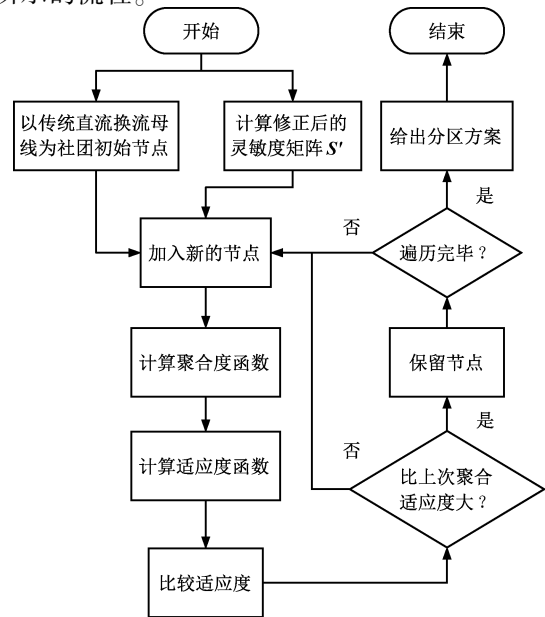 的流程。
开始
结束
以传统直流换流母
线为社团初始节点
计算修正后的
灵敏度矩阵S′
给出分区方案
是
否
加入新的节点
遍历完毕?
计算聚合度函数
保留节点
是
否
计算适应度函数
比上次聚合
适应度大?
比较适应度